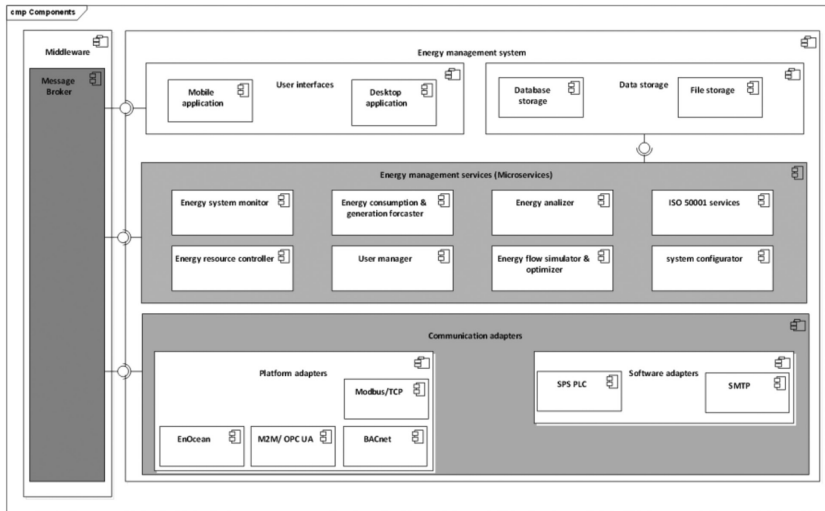 cmp Components
Middleware
Message
Broker
Energy management system
User interfaces
Mobile
application
Desktop
application
Data storage
Database
storage
File storage
Energy management services (Microservices)
Energy system monitor
Energy consumption &
generation forcaster
Energy analizer
ISO 50001 services
Energy resource controller
User manager
Energy flow simulator &
optimizer
system configurator
Communication adapters
Platform adapters
Modbus/TCP
EnOcean
M2M/ OPC UA
BACnet
Software adapters
SPS PLC
SMTP